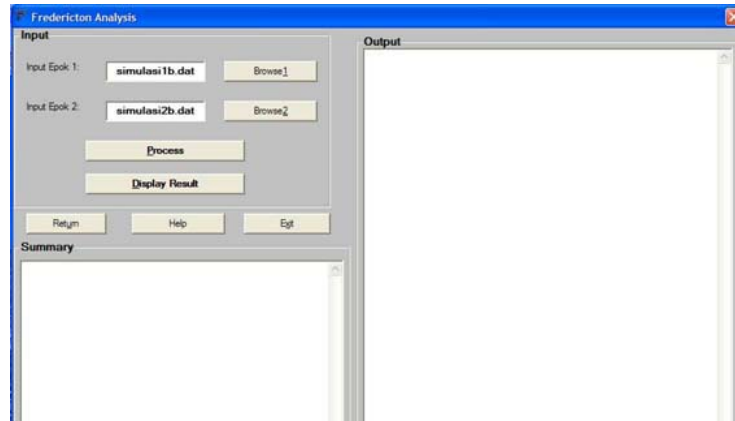 Fredericton Analysis
Input
Input Epok 1:
simulasi1b.dat
Browse1
Input Epok 2:
simulasi2b.dat
Browse2
Process
Display Result
Return
Help
Exit
Summary
Output